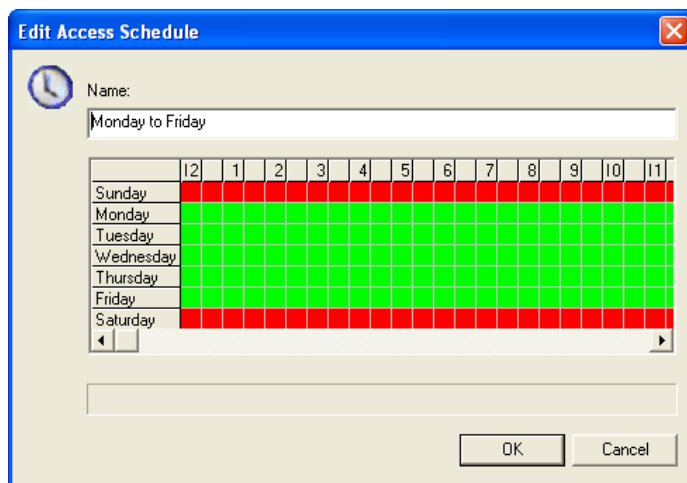 Edit Access Schedule
Name:
Monday to Friday
12 1 2 3 4 5 6 7 8 9 10 11
Sunday
Monday
Tuesday
Wednesday
Thursday
Friday
Saturday
OK Cancel